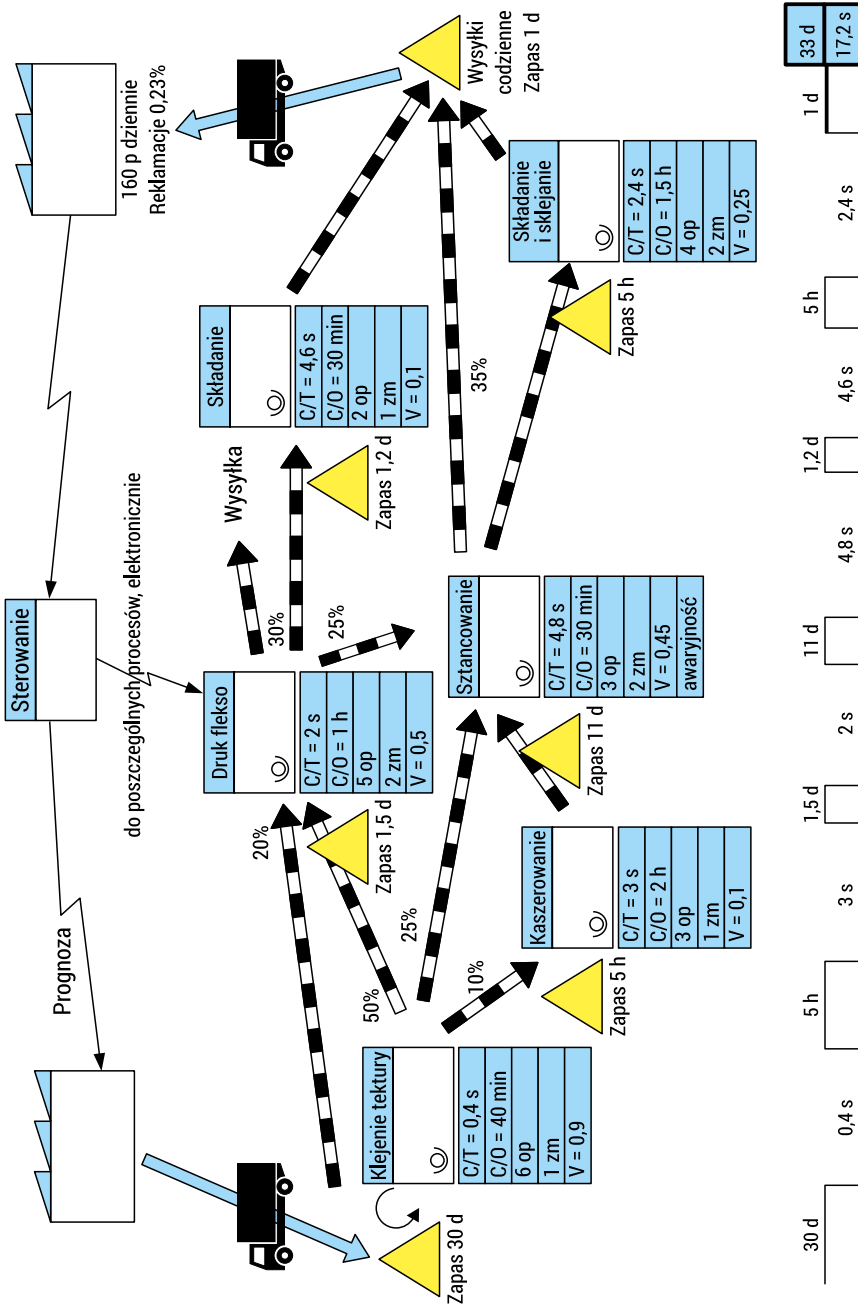 Prognoza
Sterowanie
do poszczególnych procesów, elektronicznie
160 p dziennie
Reklamacje 0,23%
Zapas 30 d
Klejenie tektury
C/T = 0,4 s
C/O = 40 min
6 op
1 zm
V = 0,9
20%
50%
25%
10%
Zapas 1,5 d
Zapas 5 h
Kaszerowanie
C/T = 3 s
C/O = 2 h
3 op
1 zm
V = 0,1
Zapas 11 d
Druk flekso
C/T = 2 s
C/O = 1 h
5 op
2 zm
V = 0,5
Wysyłka
30%
25%
Zapas 1,2 d
Sztancowanie
C/T = 4,8 s
C/O = 30 min
3 op
2 zm
V = 0,45
awaryjność
35%
Składanie
C/T = 4,6 s
C/O = 30 min
2 op
1 zm
V = 0,1
Zapas 5 h
Składanie
i sklejanie
C/T = 2,4 s
C/O = 1,5 h
4 op
2 zm
V = 0,25
Wysyłki
codzienne
Zapas 1 d
30 d
0,4 s
5 h
3 s
1,5 d
2 s
11 d
4,8 s
1,2d
4,6 s
5 h
2,4 s
1 d
33 d
17,2 s